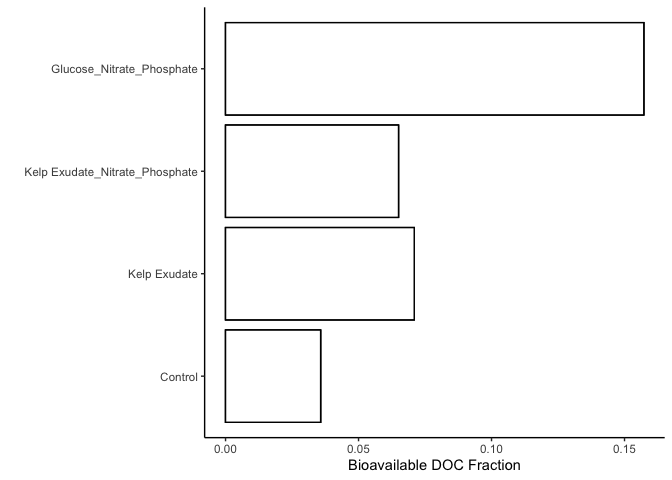 Glucose_Nitrate_Phosphate
Kelp Exudate_Nitrate_Phosphate
Kelp Exudate
Control
0.00 0.05 0.10 0.15
Bioavailable DOC Fraction